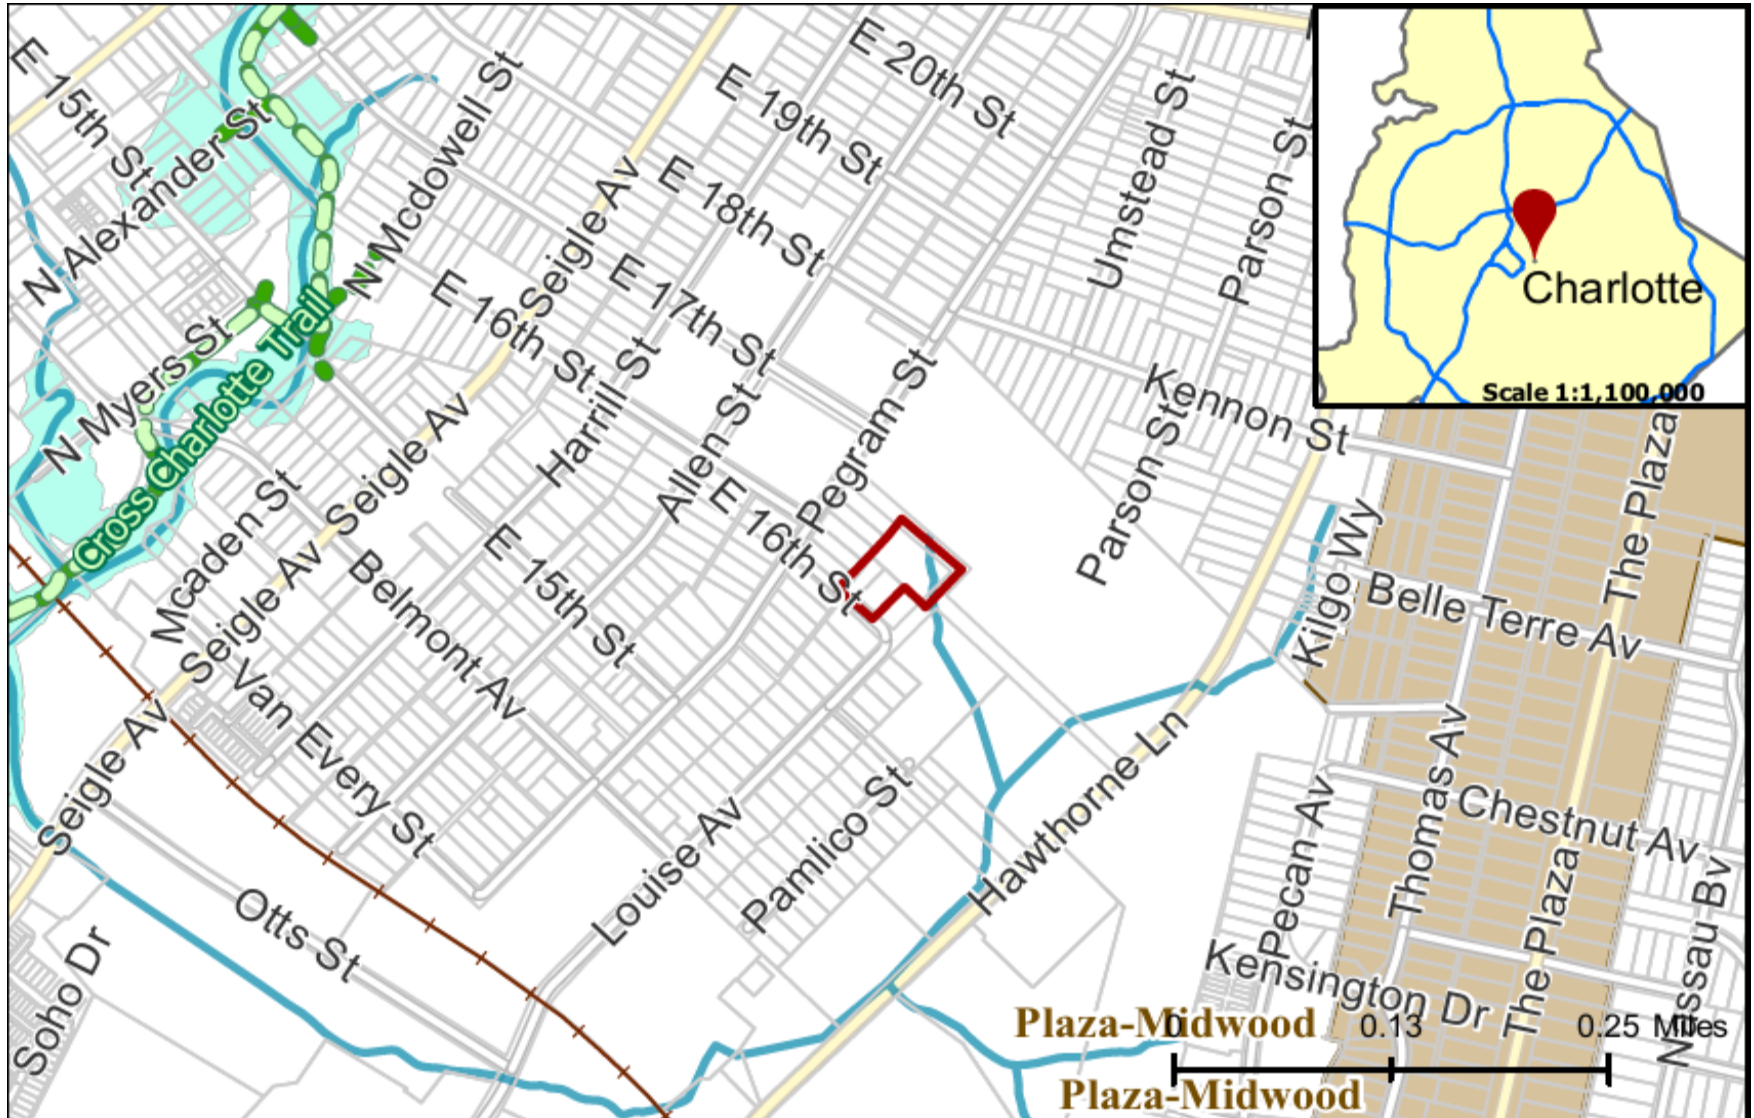 E 15th St
N Alexander St
N Mcdowell St
Seigle Av
E 20th St
E 19th St
E 18th St
E 17th St
E 16th St
Umstead St
Parson St
Charlotte
Scale 1:1,100,000
N Myers St
Cross Charlotte Trail
Harrill St
Allen St
Pegram St
Kennon St
Parson St
The Plaza
Seigle Av
Mcaden St
Seigle Av
Belmont Av
E 15th St
E 16th St
Kilgo Wy
Belle Terre Av
Van Every St
Seigle Av
Louise Av
Pamlico St
Hawthorne Ln
Thomas Av
Pecan Av
Chestnut Av
The Plaza
Nassau Bv
Otts St
Soho Dr
Kensington Dr
Plaza-Midwood
0 0.13 0.25 Miles
Plaza-Midwood